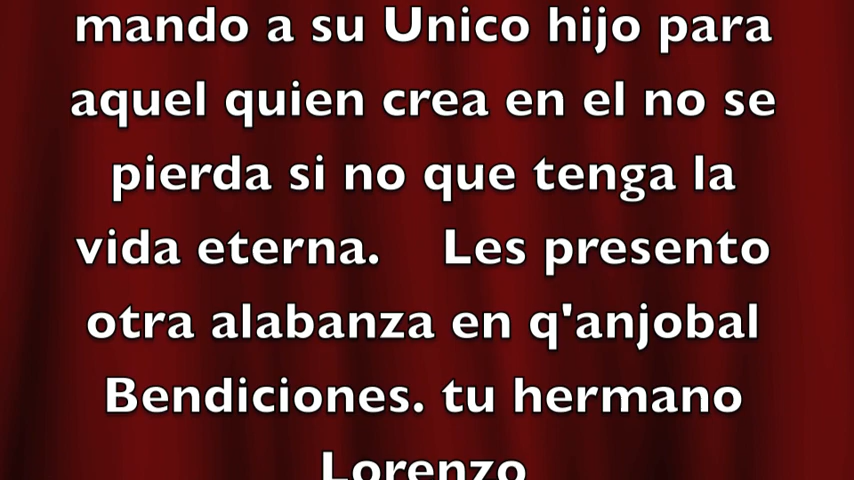 mando a su Unico hijo para
aquel quien crea en el no se
pierda si no que tenga la
vida eterna. Les presento
otra alabanza en q'anjobal
Bendiciones. tu hermano
Lorenzo